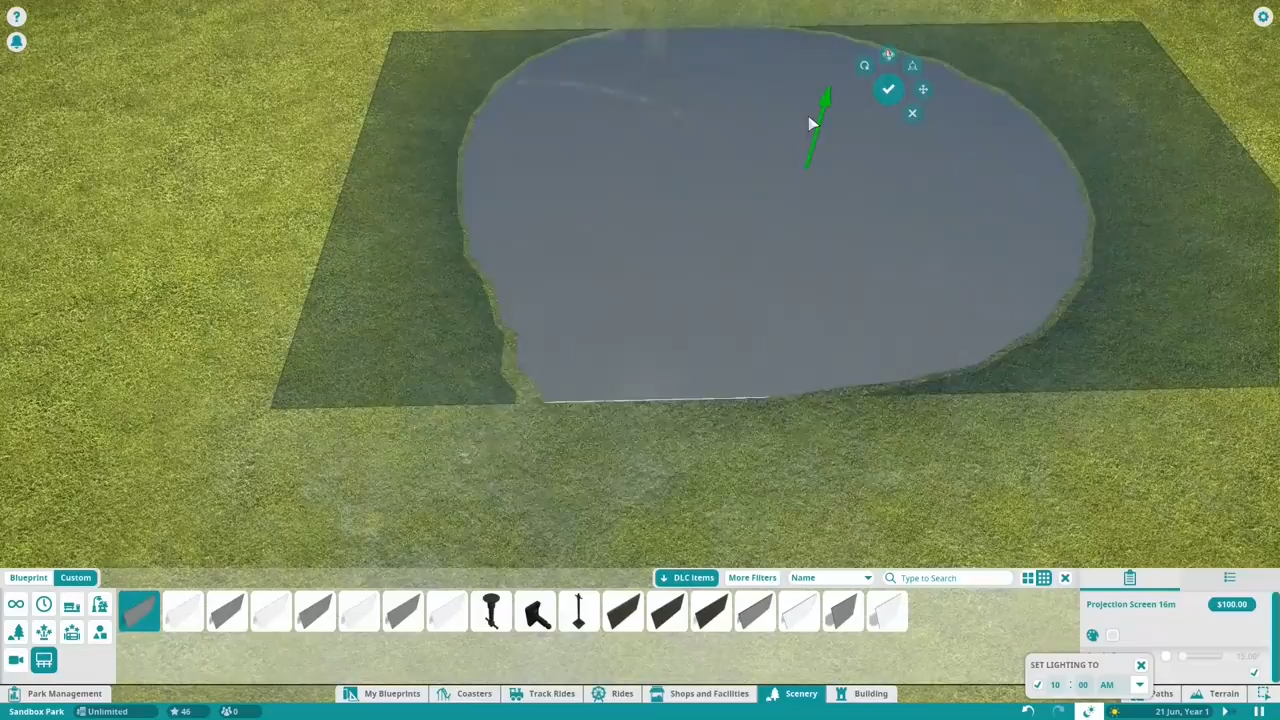 Blueprint Custom
DLC Items More Filters Name Type to Search
Projection Screen 16m $100.00
15.00°
SET LIGHTING TO
10 : 00 AM
Park Management My Blueprints Coasters Track Rides Rides Shops and Facilities Scenery Building Paths Terrain
Sandbox Park Unlimited 46 0 21 Jun, Year 1